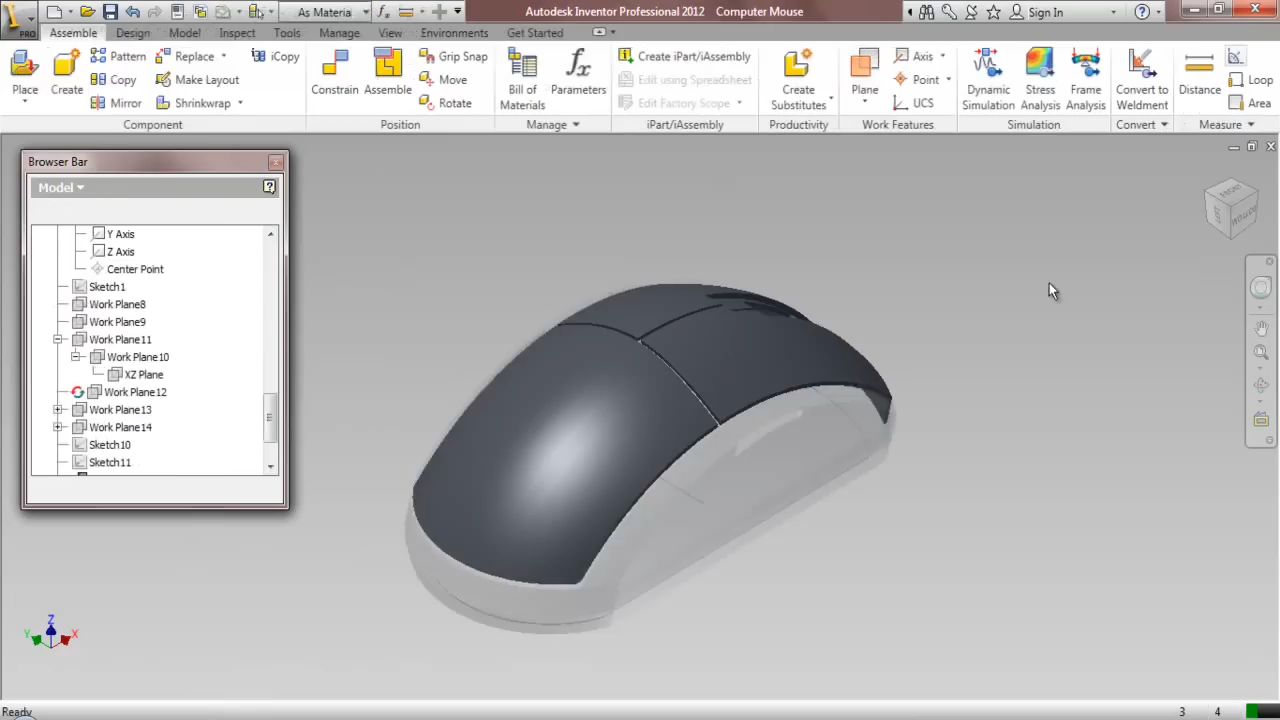 As Materia
Autodesk Inventor Professional 2012 Computer Mouse
Sign In
PRO
Assemble Design Model Inspect Tools Manage View Environments Get Started
Place
Create
Pattern
Copy
Mirror
Replace
Make Layout
Shrinkwrap
iCopy
Component
Constrain
Assemble
Grip Snap
Move
Rotate
Position
Bill of
Materials
Parameters
Manage
Create iPart/iAssembly
Edit using Spreadsheet
Edit Factory Scope
iPart/iAssembly
Create
Substitutes
Productivity
Plane
Axis
Point
UCS
Work Features
Dynamic
Simulation
Stress
Analysis
Frame
Analysis
Simulation
Convert to
Weldment
Convert
Distance
Loop
Area
Measure
Browser Bar
Model
Y Axis
Z Axis
Center Point
Sketch1
Work Plane8
Work Plane9
Work Plane11
Work Plane10
XZ Plane
Work Plane12
Work Plane13
Work Plane14
Sketch10
Sketch11
FRONT
Z
Y X
Ready
3 4